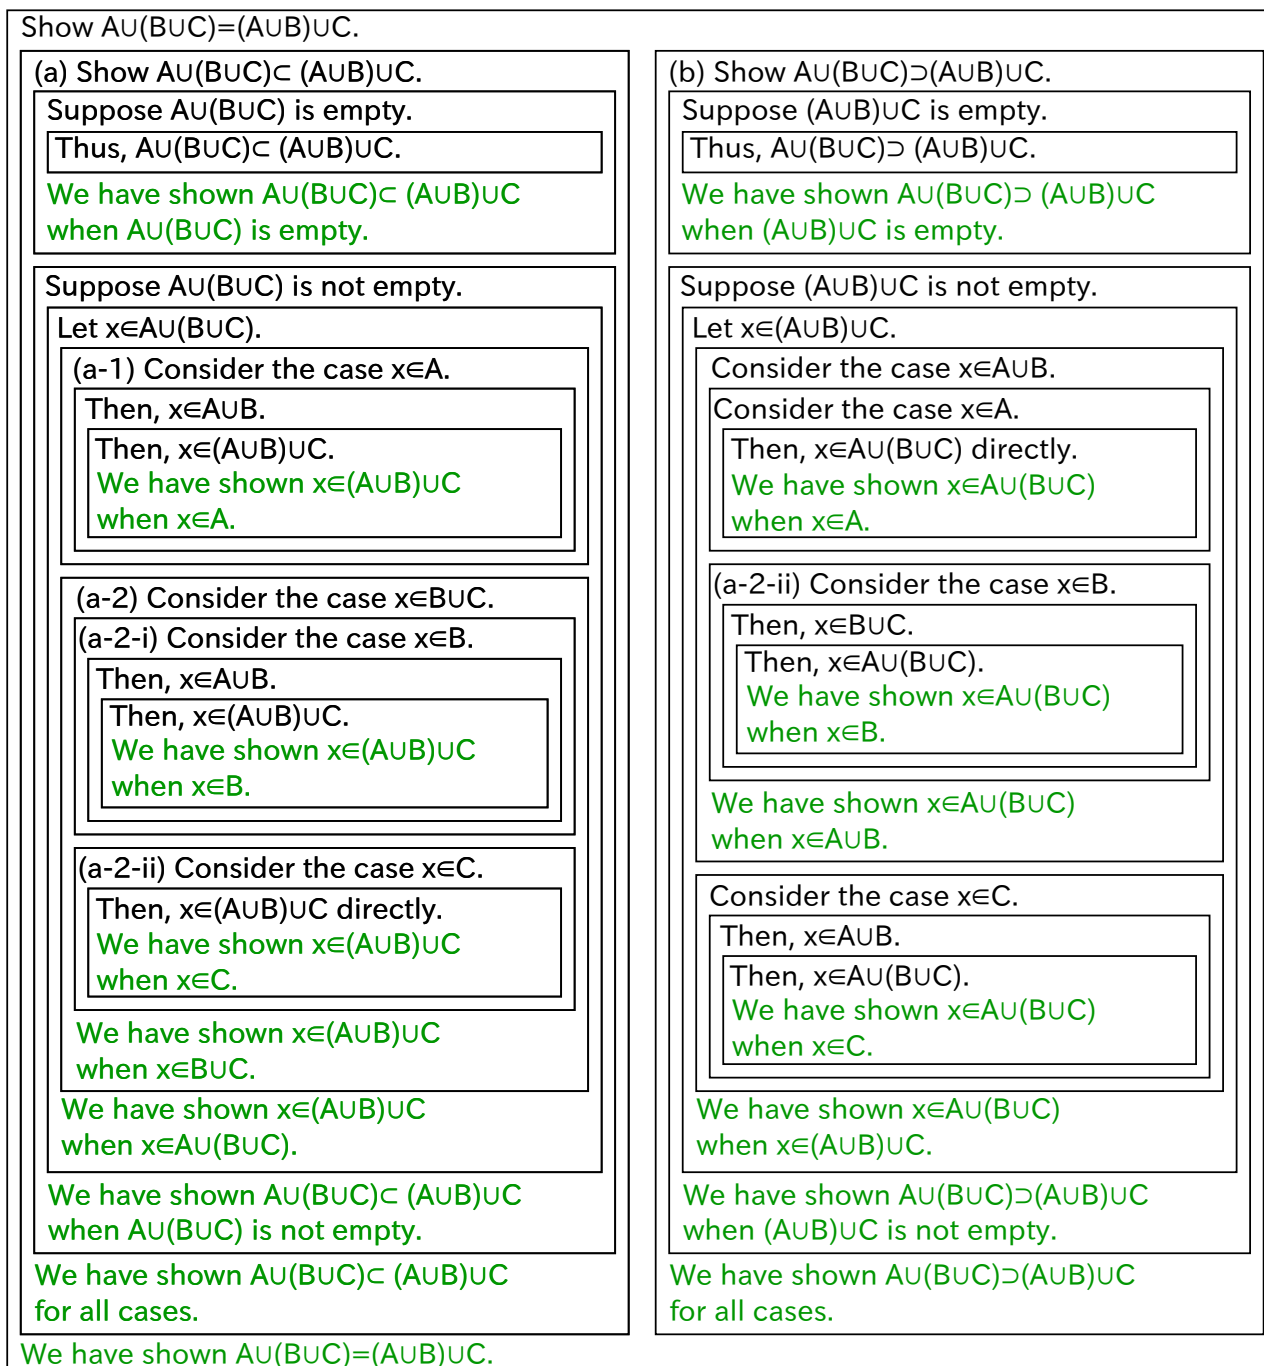 Show A∪(B∪C)=(A∪B)∪C.
(a) Show A∪(B∪C)⊂ (A∪B)∪C.
Suppose A∪(B∪C) is empty.
Thus, A∪(B∪C)⊂ (A∪B)∪C.
We have shown A∪(B∪C)⊂ (A∪B)∪C
when A∪(B∪C) is empty.
Suppose A∪(B∪C) is not empty.
Let x∈A∪(B∪C).
(a-1) Consider the case x∈A.
Then, x∈A∪B.
Then, x∈(A∪B)∪C.
We have shown x∈(A∪B)∪C
when x∈A.
(a-2) Consider the case x∈B∪C.
(a-2-i) Consider the case x∈B.
Then, x∈A∪B.
Then, x∈(A∪B)∪C.
We have shown x∈(A∪B)∪C
when x∈B.
(a-2-ii) Consider the case x∈C.
Then, x∈(A∪B)∪C directly.
We have shown x∈(A∪B)∪C
when x∈C.
We have shown x∈(A∪B)∪C
when x∈B∪C.
We have shown x∈(A∪B)∪C
when x∈A∪(B∪C).
We have shown A∪(B∪C)⊂ (A∪B)∪C
when A∪(B∪C) is not empty.
We have shown A∪(B∪C)⊂ (A∪B)∪C
for all cases.
(b) Show A∪(B∪C)⊃(A∪B)∪C.
Suppose (A∪B)∪C is empty.
Thus, A∪(B∪C)⊃ (A∪B)∪C.
We have shown A∪(B∪C)⊃ (A∪B)∪C
when (A∪B)∪C is empty.
Suppose (A∪B)∪C is not empty.
Let x∈(A∪B)∪C.
Consider the case x∈A∪B.
Consider the case x∈A.
Then, x∈A∪(B∪C) directly.
We have shown x∈A∪(B∪C)
when x∈A.
(a-2-ii) Consider the case x∈B.
Then, x∈B∪C.
Then, x∈A∪(B∪C).
We have shown x∈A∪(B∪C)
when x∈B.
We have shown x∈A∪(B∪C)
when x∈A∪B.
Consider the case x∈C.
Then, x∈A∪B.
Then, x∈A∪(B∪C).
We have shown x∈A∪(B∪C)
when x∈C.
We have shown x∈A∪(B∪C)
when x∈(A∪B)∪C.
We have shown A∪(B∪C)⊃(A∪B)∪C
when (A∪B)∪C is not empty.
We have shown A∪(B∪C)⊃(A∪B)∪C
for all cases.
We have shown A∪(B∪C)=(A∪B)∪C.